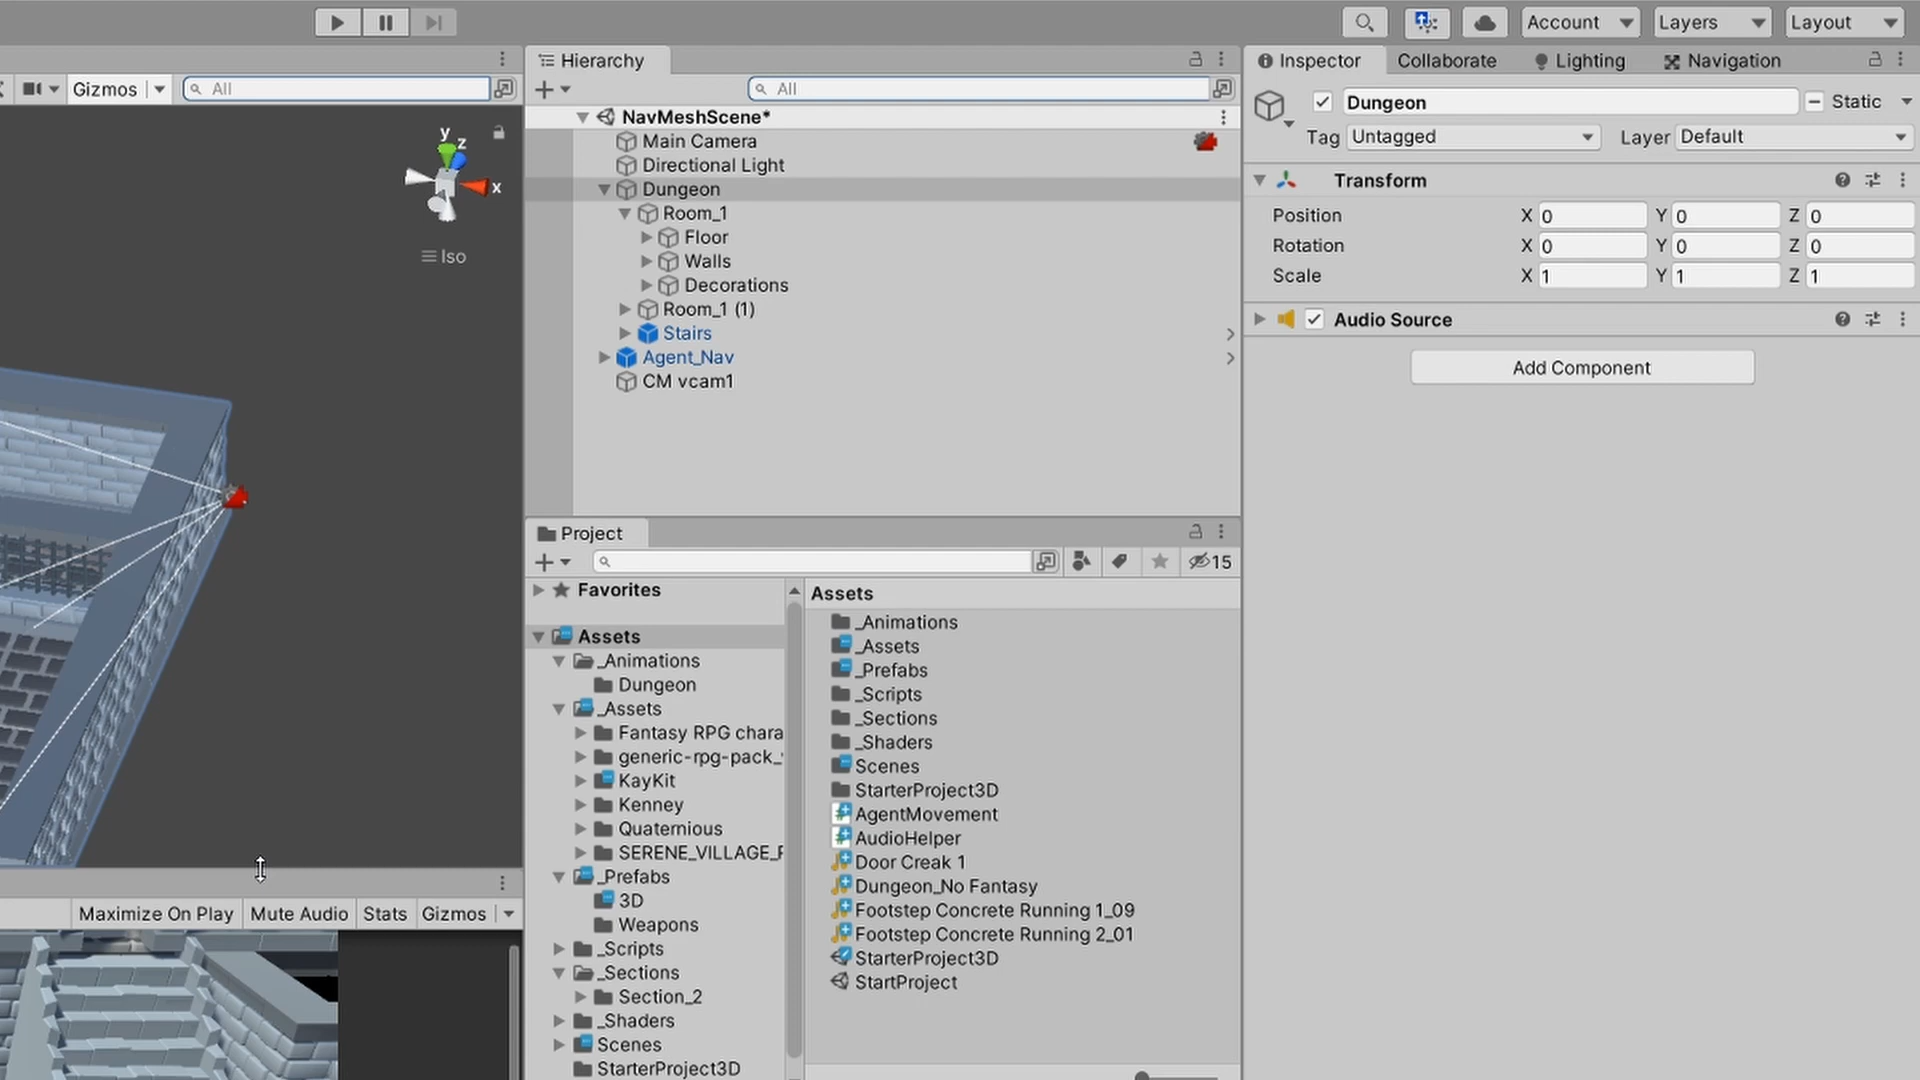 Account
Layers
Layout
Hierarchy
Inspector
Collaborate
Lighting
Navigation
Gizmos
All
All
Dungeon
Static
NavMeshScene*
Main Camera
Directional Light
Dungeon
Room_1
Floor
Walls
Decorations
Room_1 (1)
Stairs
Agent_Nav
CM vcam1
y
z
x
Iso
Tag Untagged
Layer Default
Transform
Position X 0 Y 0 Z 0
Rotation X 0 Y 0 Z 0
Scale X 1 Y 1 Z 1
Audio Source
Add Component
Project
15
Favorites
Assets
_Animations
Dungeon
_Assets
Fantasy RPG chara
generic-rpg-pack_
KayKit
Kenney
Quaternious
SERENE_VILLAGE_
_Prefabs
3D
Weapons
_Scripts
_Sections
Section_2
_Shaders
Scenes
StarterProject3D
Assets
_Animations
_Assets
_Prefabs
_Scripts
_Sections
_Shaders
Scenes
StarterProject3D
AgentMovement
AudioHelper
Door Creak 1
Dungeon_No Fantasy
Footstep Concrete Running 1_09
Footstep Concrete Running 2_01
StarterProject3D
StartProject
Maximize On Play
Mute Audio
Stats
Gizmos